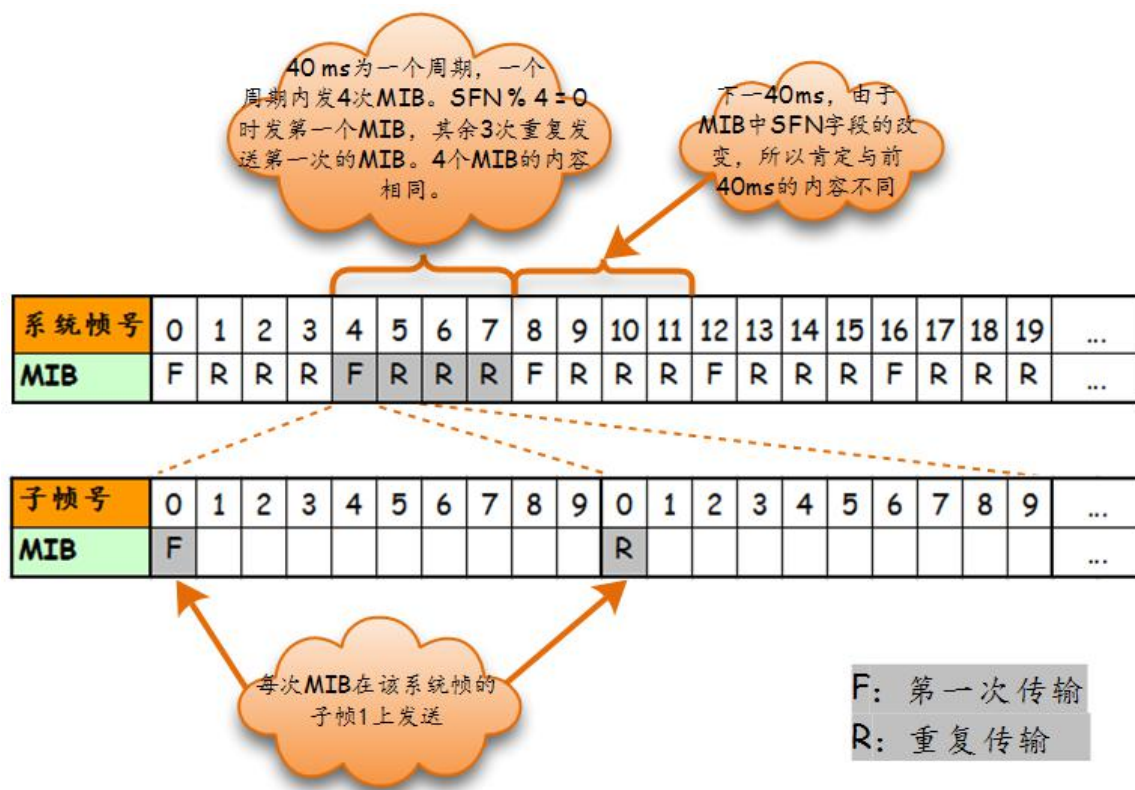 40 ms为一个周期，一个
周期内发4次MIB。SFN % 4 = 0
时发第一个MIB，其余3次重复发
送第一次的MIB。4个MIB的内容
相同。
下一40ms，由于
MIB中SFN字段的改
变，所以肯定与前
40ms的内容不同
系统帧号 0 1 2 3 4 5 6 7 8 9 10 11 12 13 14 15 16 17 18 19 ...
MIB F R R R F R R R F R R R F R R R F R R R ...
子帧号 0 1 2 3 4 5 6 7 8 9 0 1 2 3 4 5 6 7 8 9 ...
MIB F R ...
每次MIB在该系统帧的
子帧1上发送
F：第一次传输
R：重复传输